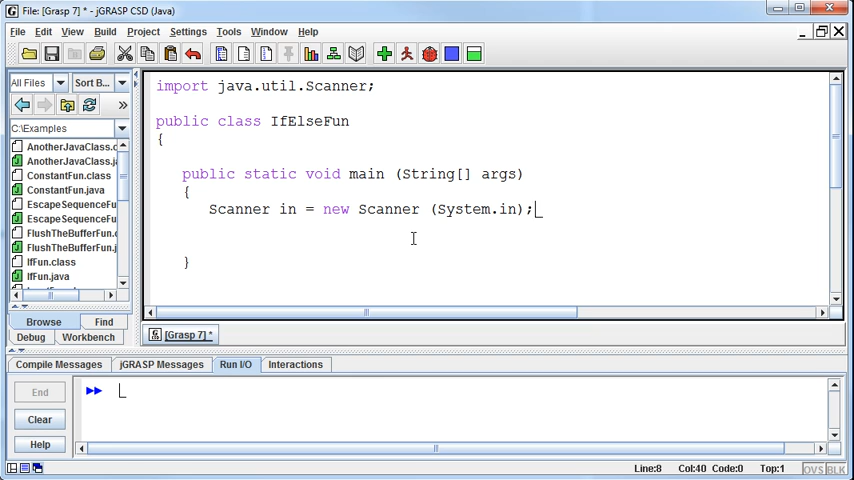 File: [Grasp 7] * - jGRASP CSD (Java)
File Edit View Build Project Settings Tools Window Help
All Files Sort B...
C:\Examples
AnotherJavaClass.c
AnotherJavaClass.ja
ConstantFun.class
ConstantFun.java
EscapeSequenceFu
EscapeSequenceFu
FlushTheBufferFun.
FlushTheBufferFun.j
IfFun.class
IfFun.java
Browse Find
Debug Workbench
import java.util.Scanner;
public class IfElseFun
{
public static void main (String[] args)
{
Scanner in = new Scanner (System.in);
}
[Grasp 7] *
Compile Messages jGRASP Messages Run I/O Interactions
End
Clear
Help
Line:8 Col:40 Code:0 Top:1 OVS BLK